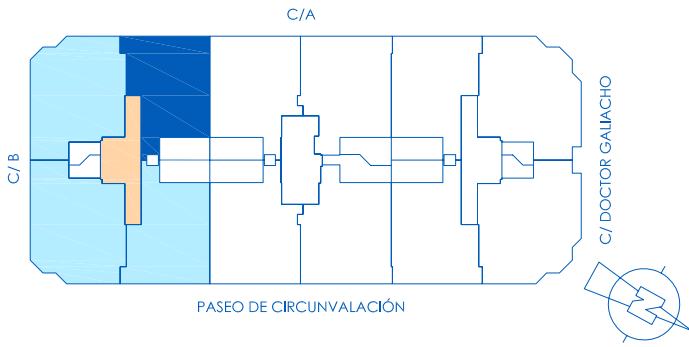 C/A
C/ B
C/ DOCTOR GALIACHO
PASEO DE CIRCUNVALACIÓN
N